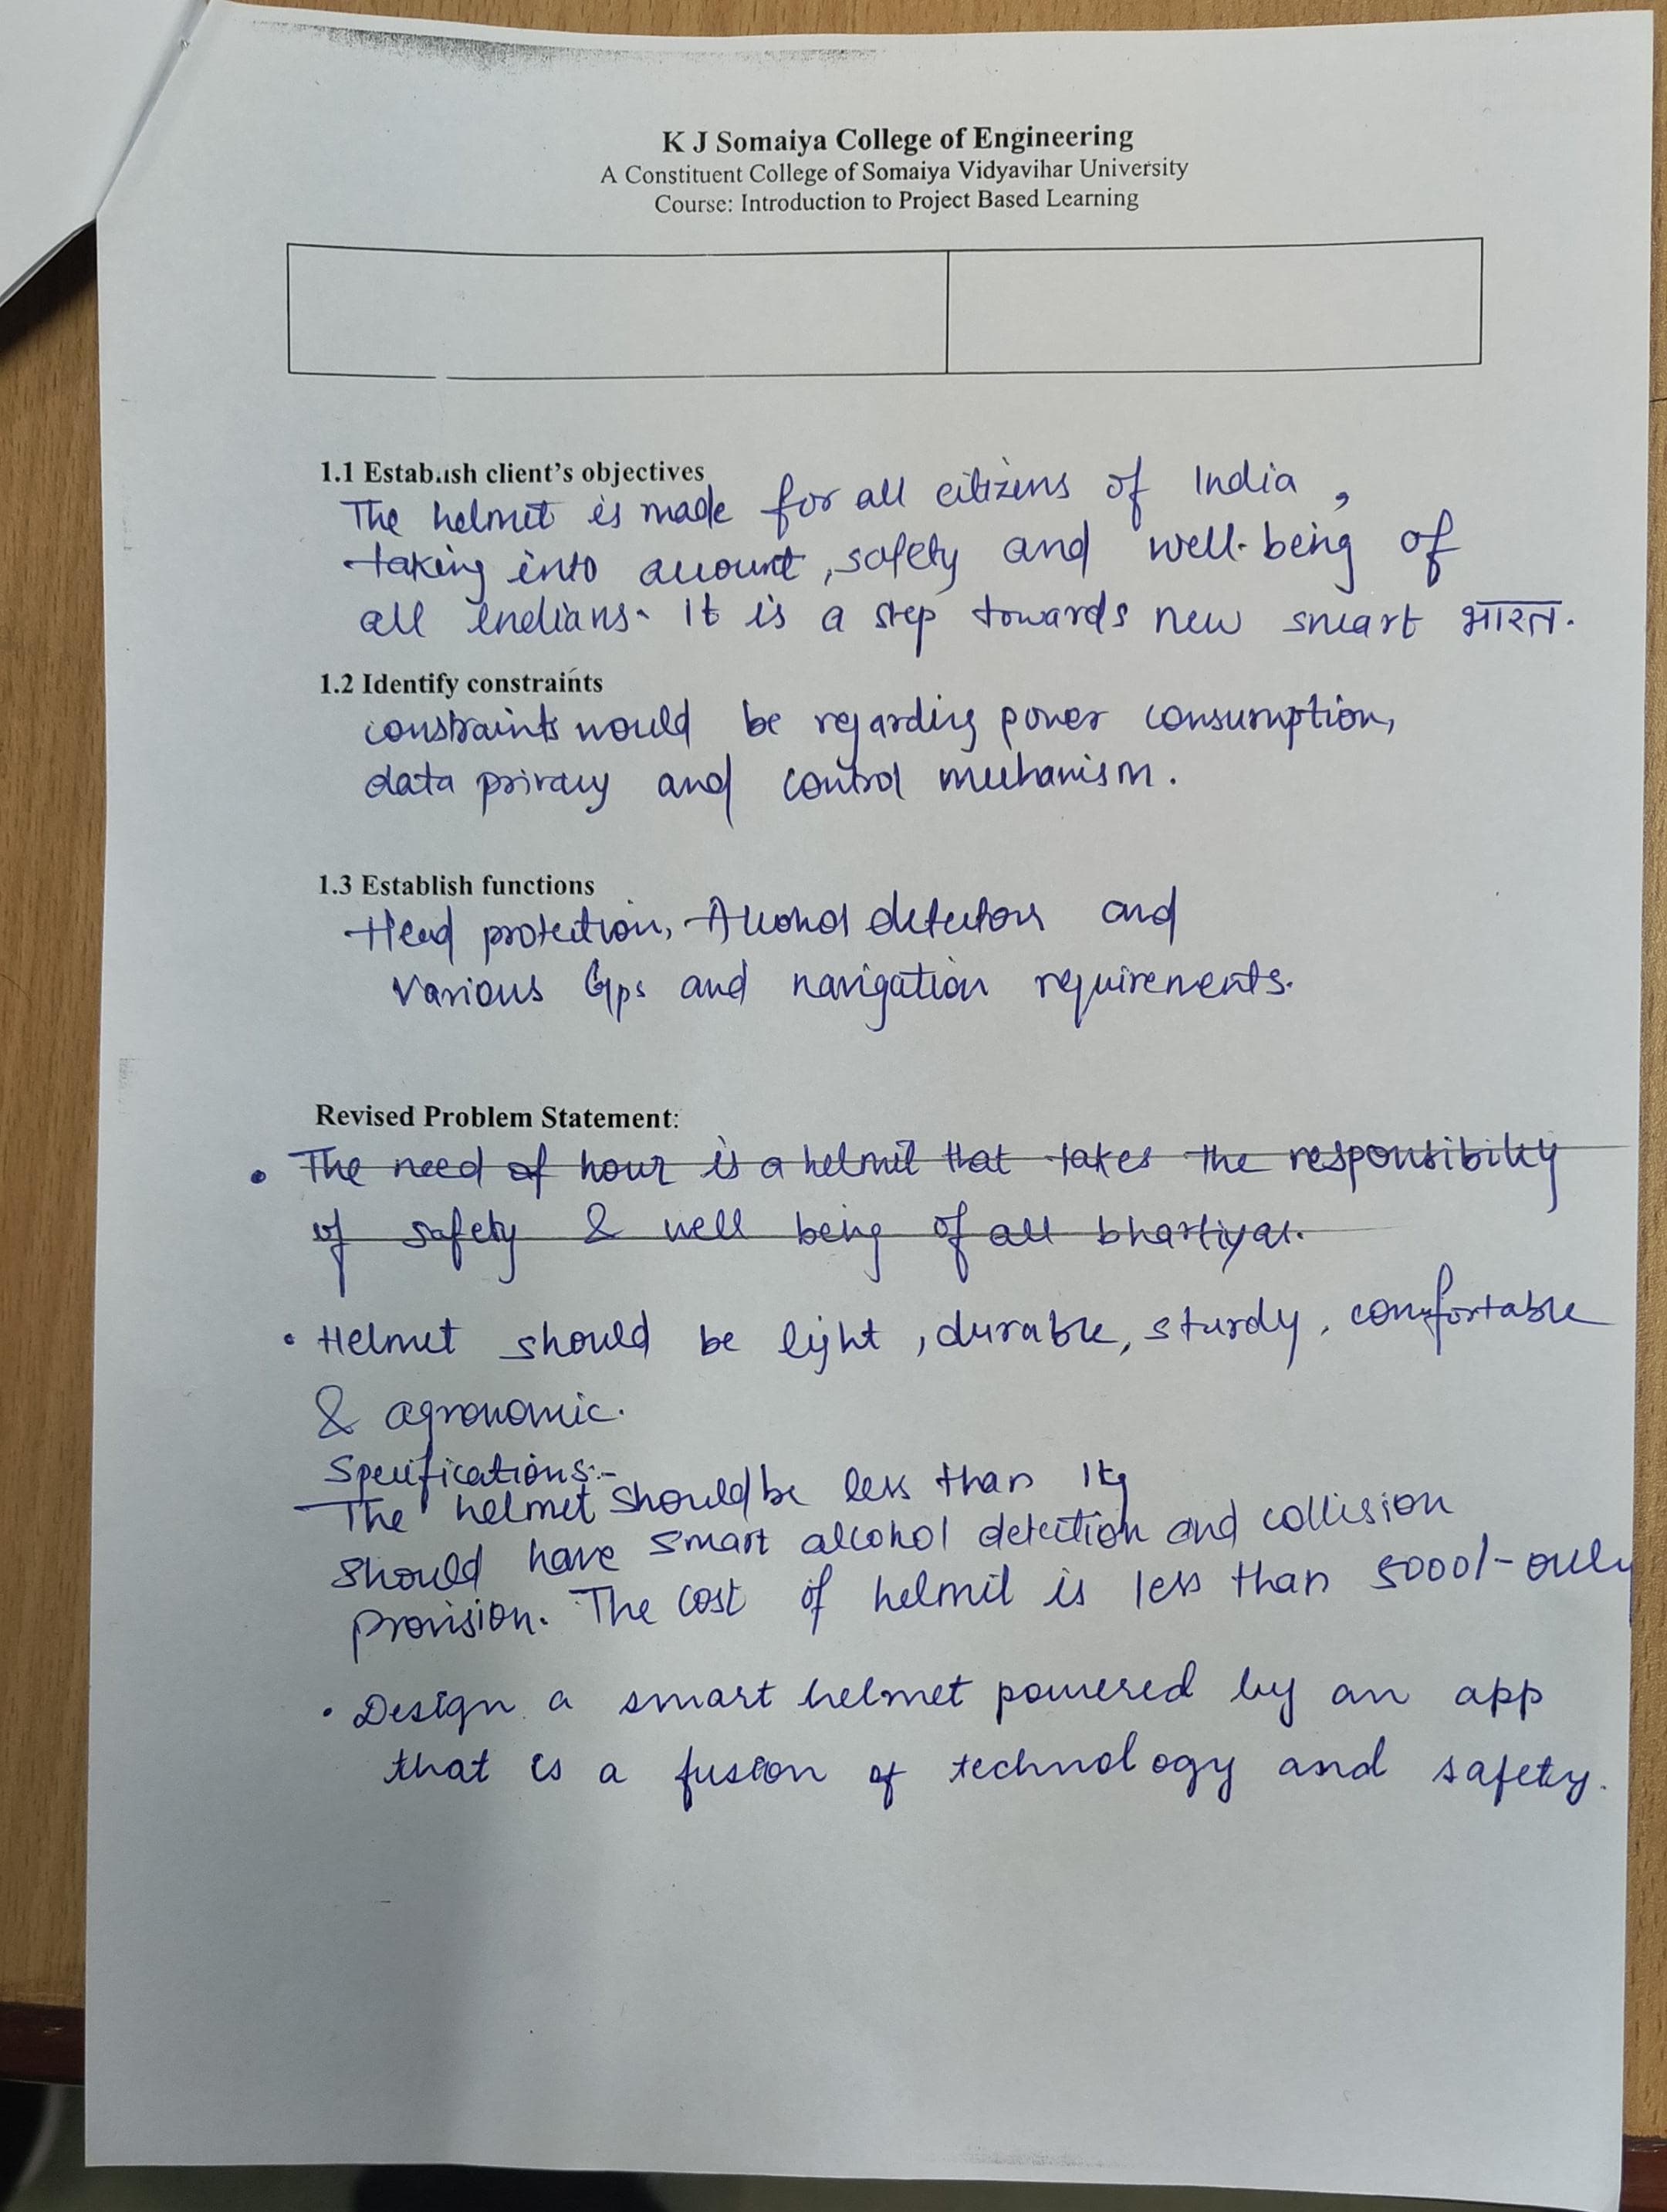 K J Somaiya College of Engineering
A Constituent College of Somaiya Vidyavihar University
Course: Introduction to Project Based Learning
1.1 Establish client's objectives
The helmet is made for all citizens of India,
taking into account, safety and well-being of
all Indians. It is a step towards new smart भारत.
1.2 Identify constraints
constraints would be regarding power consumption,
data privacy and control mechanism.
1.3 Establish functions
Head protection, Alcohol detectors and
various Gps and navigation requirements.
Revised Problem Statement:
• The need of hour is a helmet that takes the responsibility
of safety & well being of all bhartiyas.
• Helmet should be light, durable, sturdy, comfortable
& agronomic.
Specifications:-
The helmet should be less than 1kg
should have smart alcohol detection and collision
provision. The cost of helmet is less than 5000/- only
• Design a smart helmet powered by an app
that is a fusion of technology and safety.